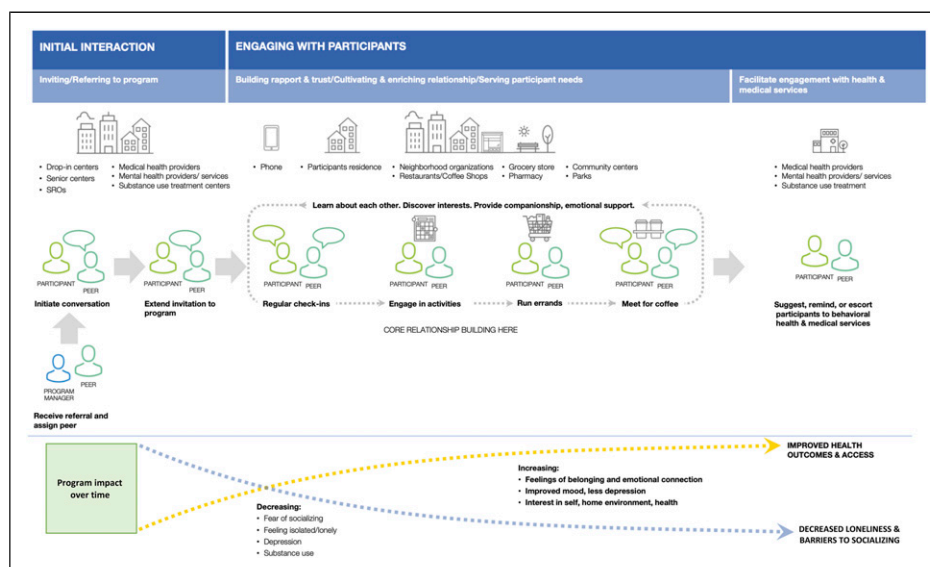 INITIAL INTERACTION
ENGAGING WITH PARTICIPANTS
Inviting/Referring to program
Building rapport & trust/Cultivating & enriching relationship/Serving participant needs
Facilitate engagement with health &
medical services
• Drop-in centers
• Senior centers
• SROs
• Medical health providers
• Mental health providers/ services
• Substance use treatment centers
• Phone
• Participants residence
• Neighborhood organizations
• Restaurants/Coffee Shops
• Grocery store
• Pharmacy
• Community centers
• Parks
• Medical health providers
• Mental health providers/ services
• Substance use treatment
Learn about each other. Discover interests. Provide companionship, emotional support.
PARTICIPANT PEER
Initiate conversation
PARTICIPANT PEER
Extend invitation to
program
PARTICIPANT PEER
Regular check-ins
PARTICIPANT PEER
Engage in activities
PARTICIPANT PEER
Run errands
PARTICIPANT PEER
Meet for coffee
PARTICIPANT PEER
Suggest, remind, or escort
participants to behavioral
health & medical services
CORE RELATIONSHIP BUILDING HERE
PROGRAM
MANAGER
PEER
Receive referral and
assign peer
Program impact
over time
Decreasing:
• Fear of socializing
• Feeling isolated/lonely
• Depression
• Substance use
Increasing:
• Feelings of belonging and emotional connection
• Improved mood, less depression
• Interest in self, home environment, health
IMPROVED HEALTH
OUTCOMES & ACCESS
DECREASED LONELINESS &
BARRIERS TO SOCIALIZING